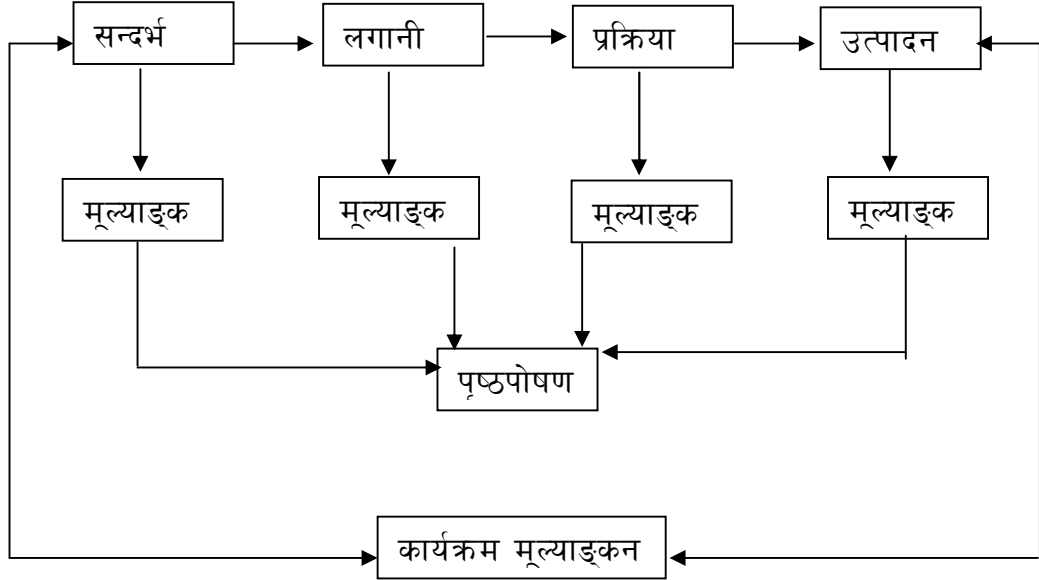 सन्दर्भ
लगानी
प्रक्रिया
उत्पादन
मूल्याङ्क
मूल्याङ्क
मूल्याङ्क
मूल्याङ्क
पृष्ठपोषण
कार्यक्रम मूल्याङ्कन